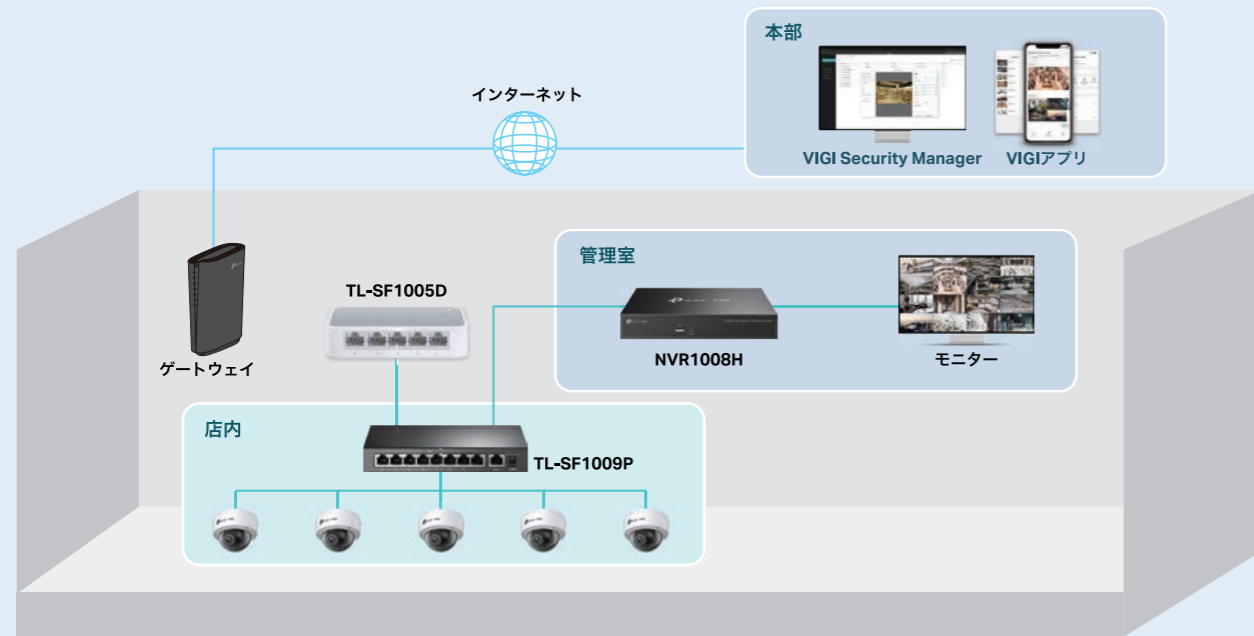 本部
インターネット
VIGI Security Manager
VIGIアプリ
管理室
TL-SF1005D
NVR1008H
モニター
ゲートウェイ
店内
TL-SF1009P